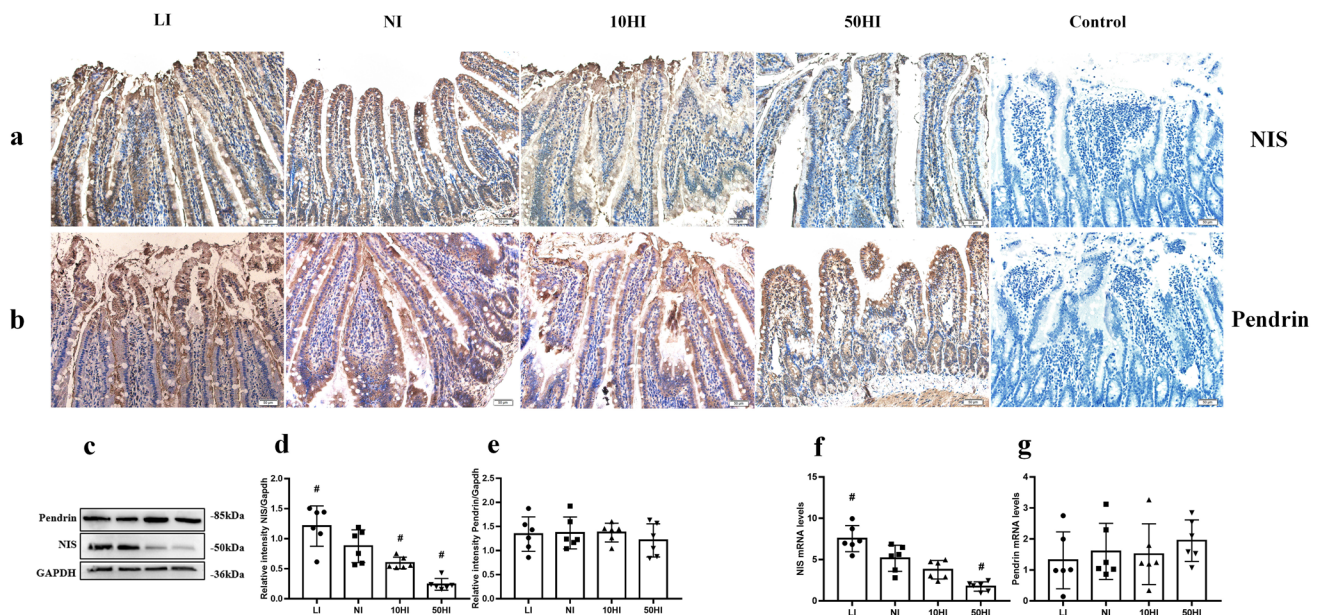 LI NI 10HI 50HI Control
a NIS
b Pendrin
c
Pendrin -85kDa
NIS -50kDa
GAPDH -36kDa
d
Relative intensity NIS/Gapdh
2.0
1.5
1.0
0.5
0.0
# # #
LI NI 10HI 50HI
e
Relative intensity Pendrin/Gapdh
2.5
2.0
1.5
1.0
0.5
0.0
LI NI 10HI 50HI
f
NIS mRNA levels
15
10
5
0
# #
LI NI 10HI 50HI
g
Pendrin mRNA levels
4
3
2
1
0
LI NI 10HI 50HI